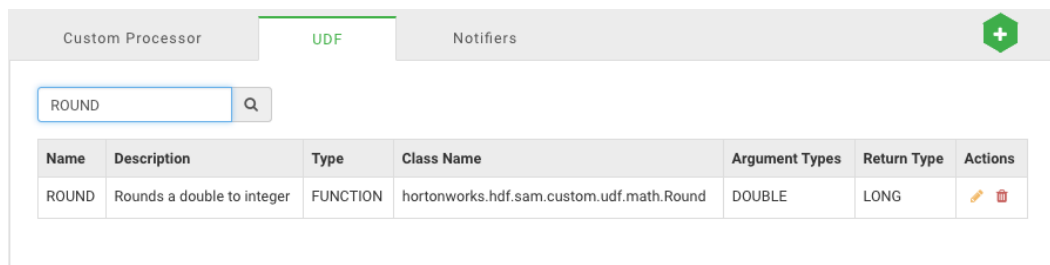 Custom Processor UDF Notifiers
ROUND
Name Description Type Class Name Argument Types Return Type Actions
ROUND Rounds a double to integer FUNCTION hortonworks.hdf.sam.custom.udf.math.Round DOUBLE LONG